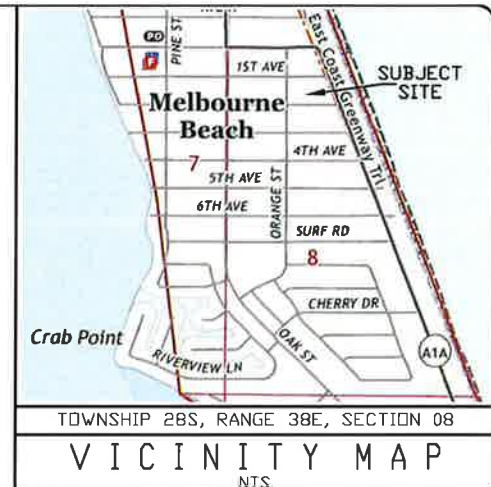 PO
PINE ST
F
1ST AVE
East Coast Greenway Trl.
SUBJECT
SITE
Melbourne
Beach
4TH AVE
7
5TH AVE
6TH AVE
ORANGE ST
SURF RD
8
CHERRY DR
Crab Point
OAK ST
A1A
RIVERVIEW LN
TOWNSHIP 28S, RANGE 38E, SECTION 08
VICINITY MAP
NTS